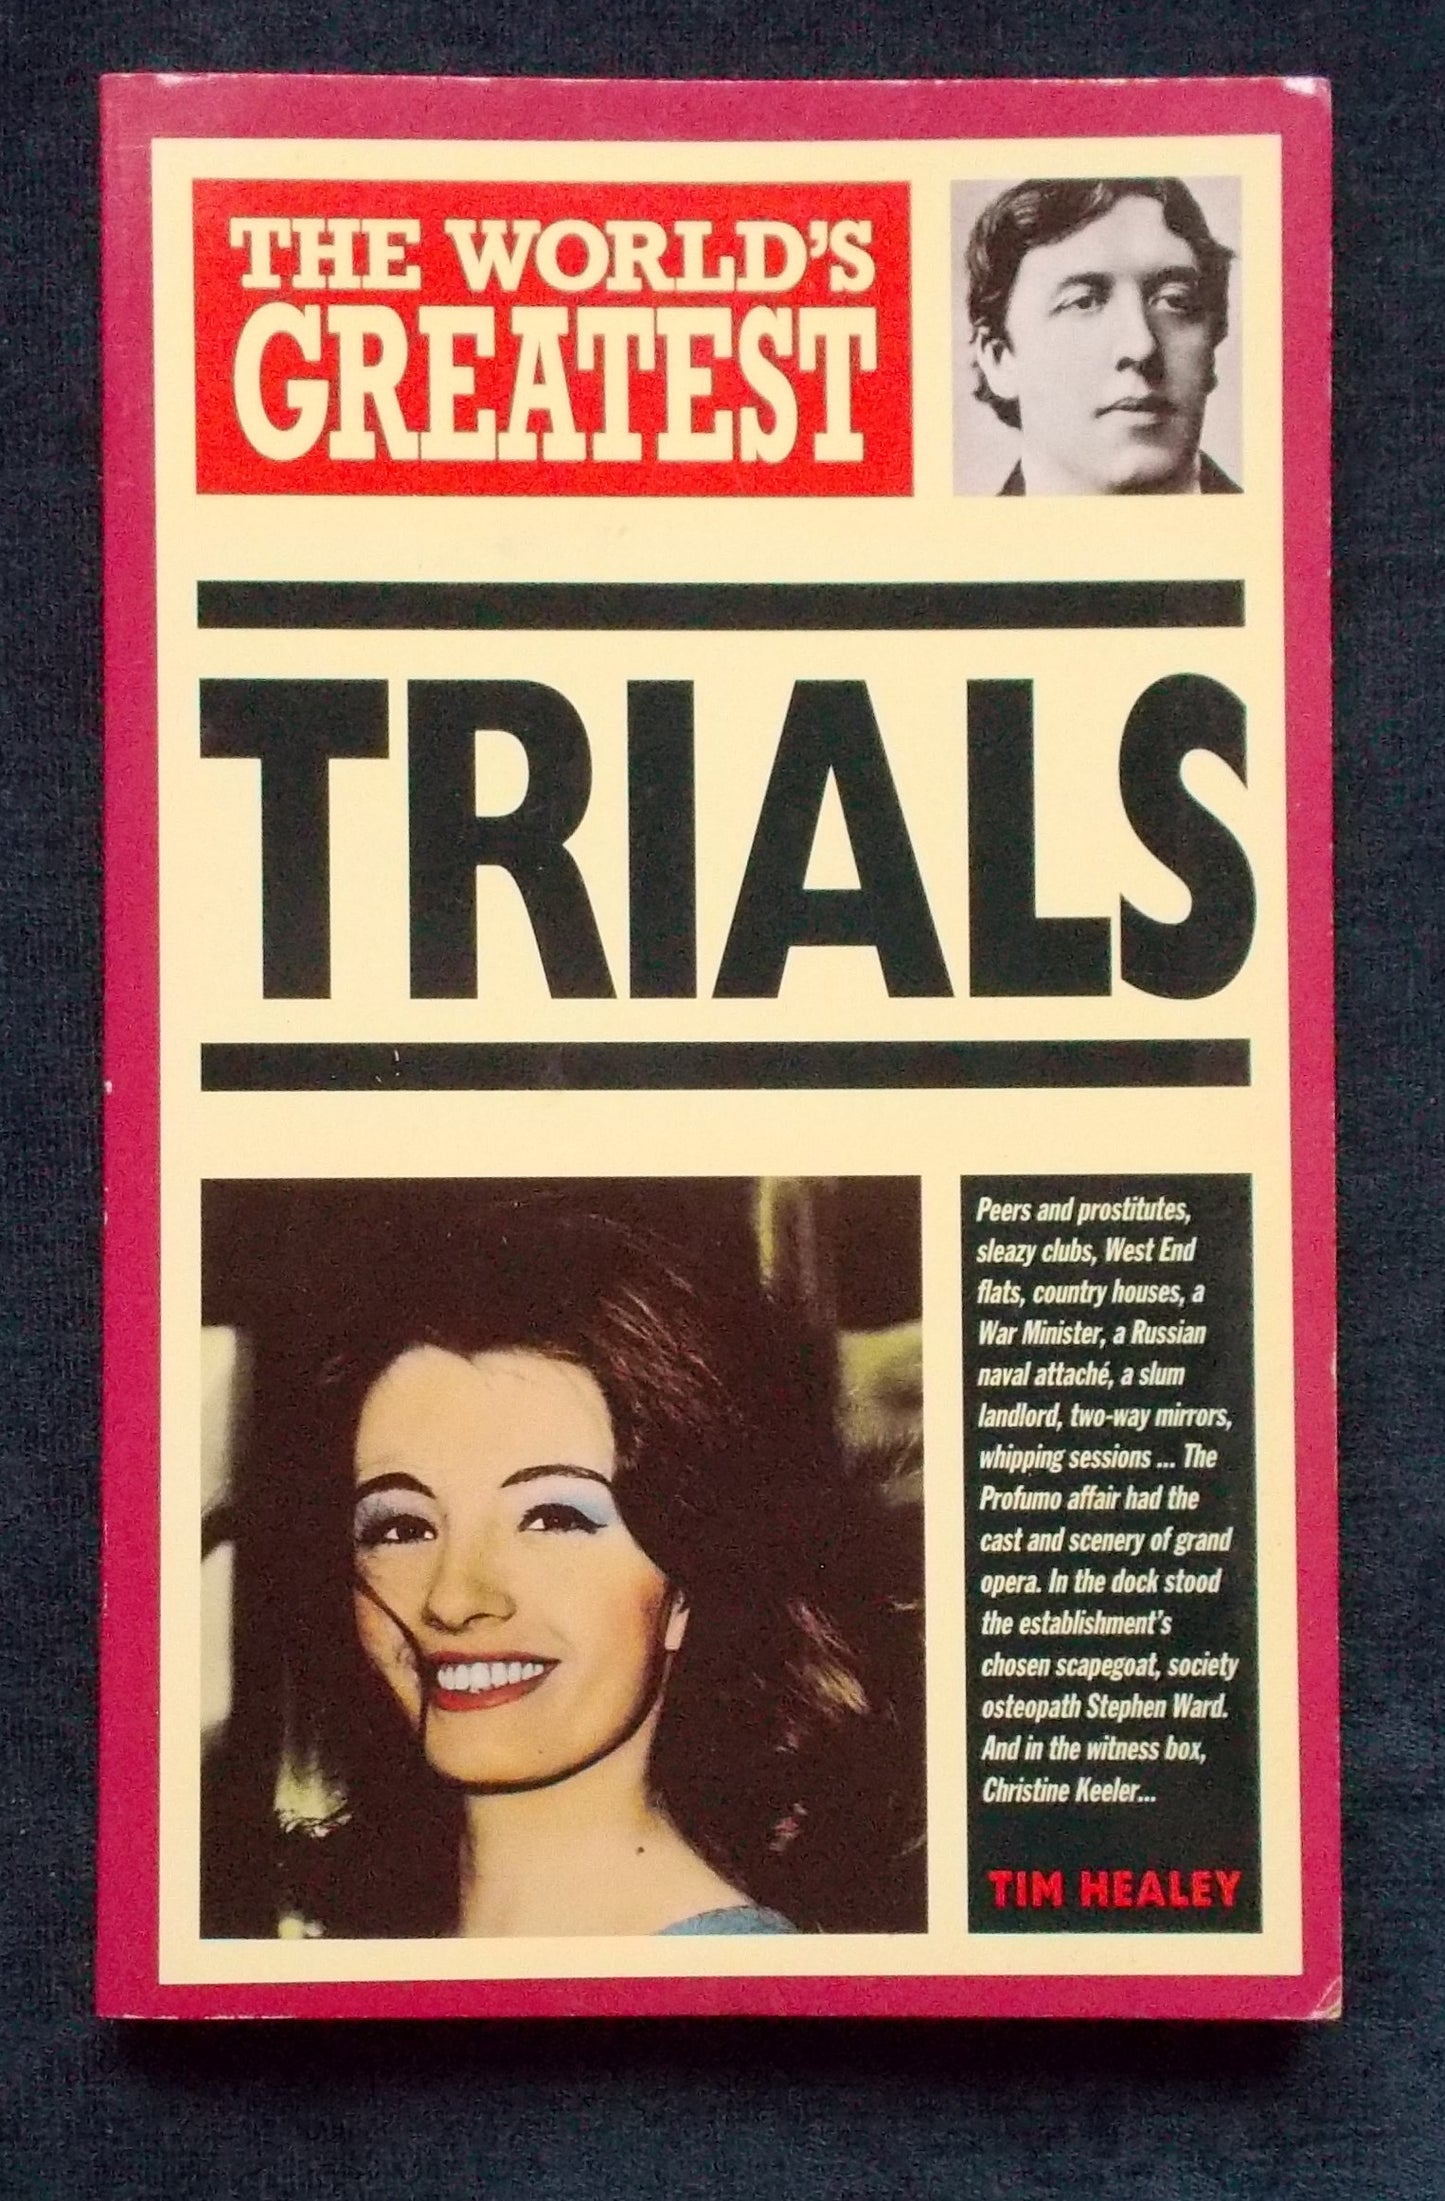 THE WORLD'S
GREATEST
TRIALS
Peers and prostitutes,
sleazy clubs, West End
flats, country houses, a
War Minister, a Russian
naval attaché, a slum
landlord, two-way mirrors,
whipping sessions ... The
Profumo affair had the
cast and scenery of grand
opera. In the dock stood
the establishment's
chosen scapegoat, society
osteopath Stephen Ward.
And in the witness box,
Christine Keeler...
TIM HEALEY